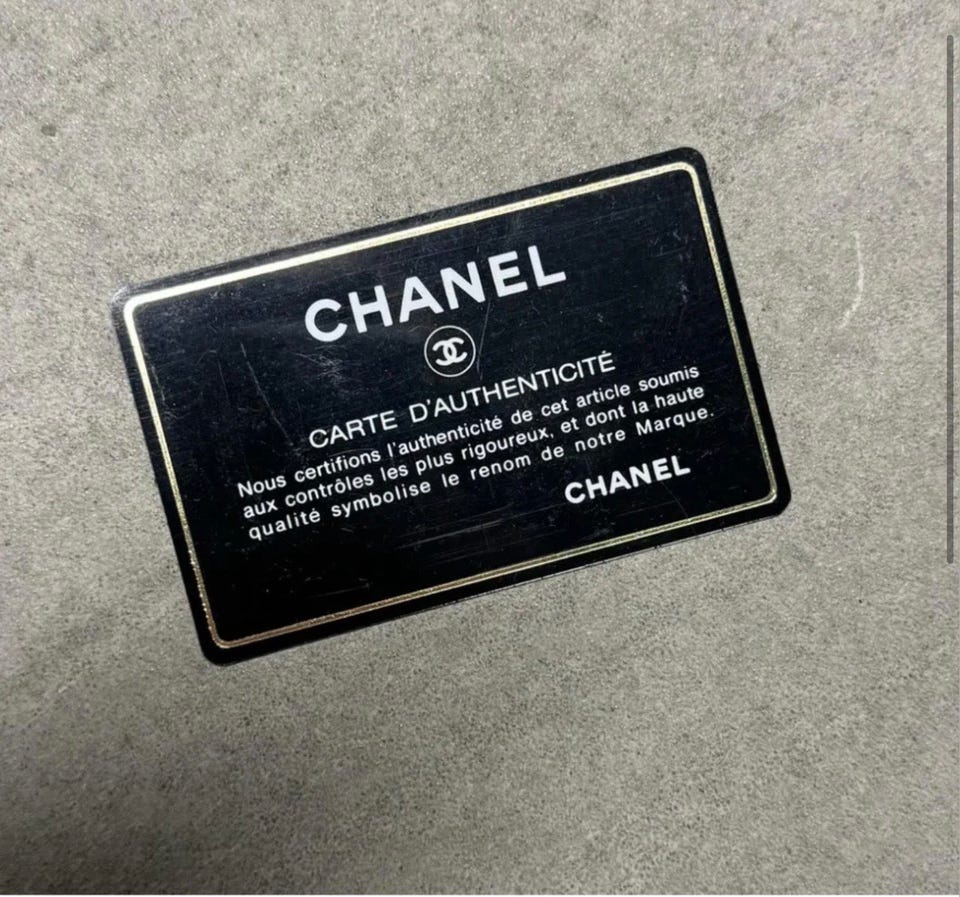 CHANEL
CARTE D'AUTHENTICITÉ
Nous certifions l'authenticité de cet article soumis
aux contrôles les plus rigoureux, et dont la haute
qualité symbolise le renom de notre Marque.
CHANEL